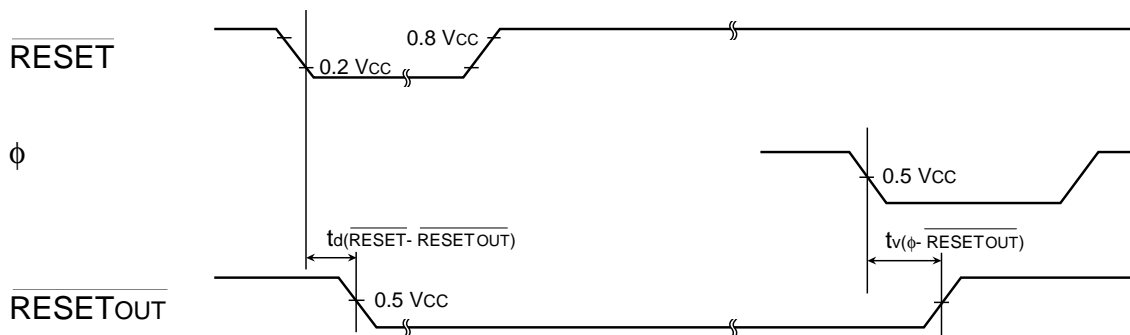 RESET
0.8 VCC
0.2 VCC
ϕ
0.5 VCC
td(RESET- RESETOUT)
tv(ϕ- RESETOUT)
RESETOUT
0.5 VCC